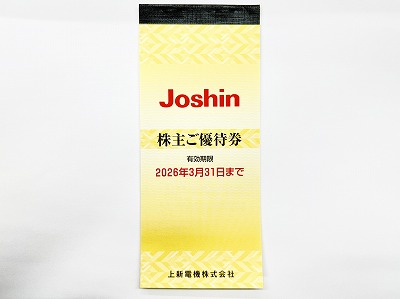 Joshin
株主ご優待券
有効期限
2026年3月31日まで
上新電機株式会社